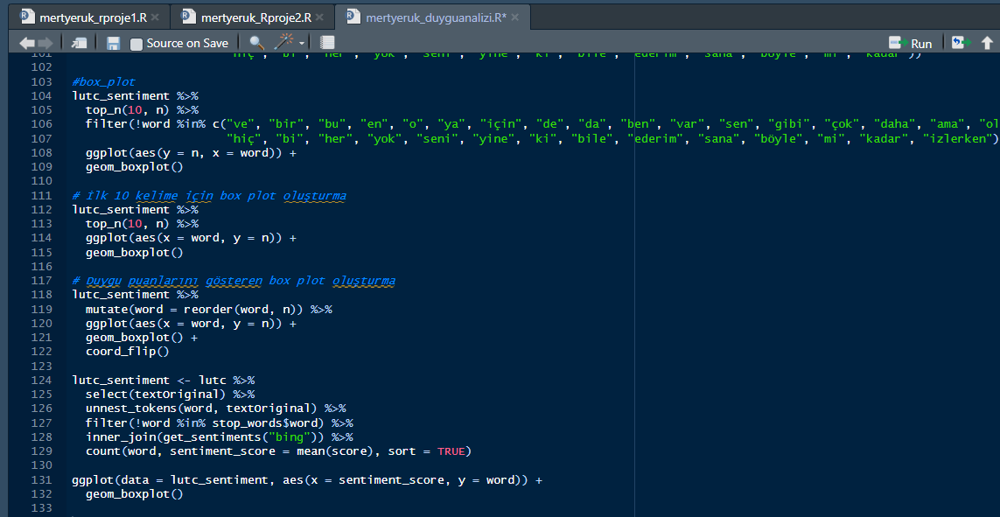 mertyeruk_rproje1.R mertyeruk_Rproje2.R mertyeruk_duyguanalizi.R*
Source on Save Run
101 "hiç", "bi", "her", "yok", "seni", "yine", "ki", "bile", "ederim", "sana", "böyle", "mi", "kadar"))
102
103 #box_plot
104 lutc_sentiment %>%
105 top_n(10, n) %>%
106 filter(!word %in% c("ve", "bir", "bu", "en", "o", "ya", "için", "de", "da", "ben", "var", "sen", "gibi", "çok", "daha", "ama", "ol
107 "hiç", "bi", "her", "yok", "seni", "yine", "ki", "bile", "ederim", "sana", "böyle", "mi", "kadar", "izlerken")
108 ggplot(aes(y = n, x = word)) +
109 geom_boxplot()
110
111 # İlk 10 kelime için box plot oluşturma
112 lutc_sentiment %>%
113 top_n(10, n) %>%
114 ggplot(aes(x = word, y = n)) +
115 geom_boxplot()
116
117 # Duygu puanlarını gösteren box plot oluşturma
118 lutc_sentiment %>%
119 mutate(word = reorder(word, n)) %>%
120 ggplot(aes(x = word, y = n)) +
121 geom_boxplot() +
122 coord_flip()
123
124 lutc_sentiment <- lutc %>%
125 select(textOriginal) %>%
126 unnest_tokens(word, textOriginal) %>%
127 filter(!word %in% stop_words$word) %>%
128 inner_join(get_sentiments("bing")) %>%
129 count(word, sentiment_score = mean(score), sort = TRUE)
130
131 ggplot(data = lutc_sentiment, aes(x = sentiment_score, y = word)) +
132 geom_boxplot()
133